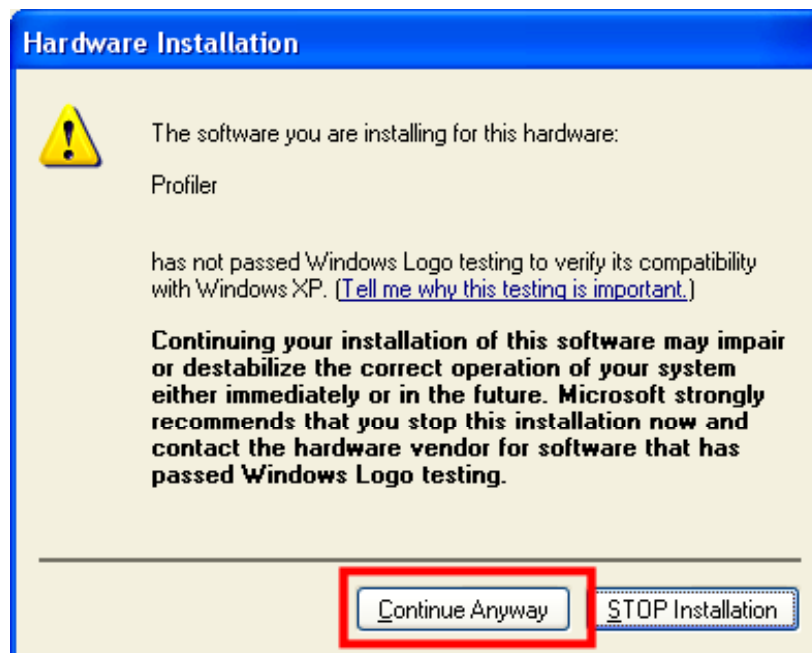 Hardware Installation
The software you are installing for this hardware:
Profiler
has not passed Windows Logo testing to verify its compatibility
with Windows XP. (Tell me why this testing is important.)
Continuing your installation of this software may impair
or destabilize the correct operation of your system
either immediately or in the future. Microsoft strongly
recommends that you stop this installation now and
contact the hardware vendor for software that has
passed Windows Logo testing.
Continue Anyway STOP Installation